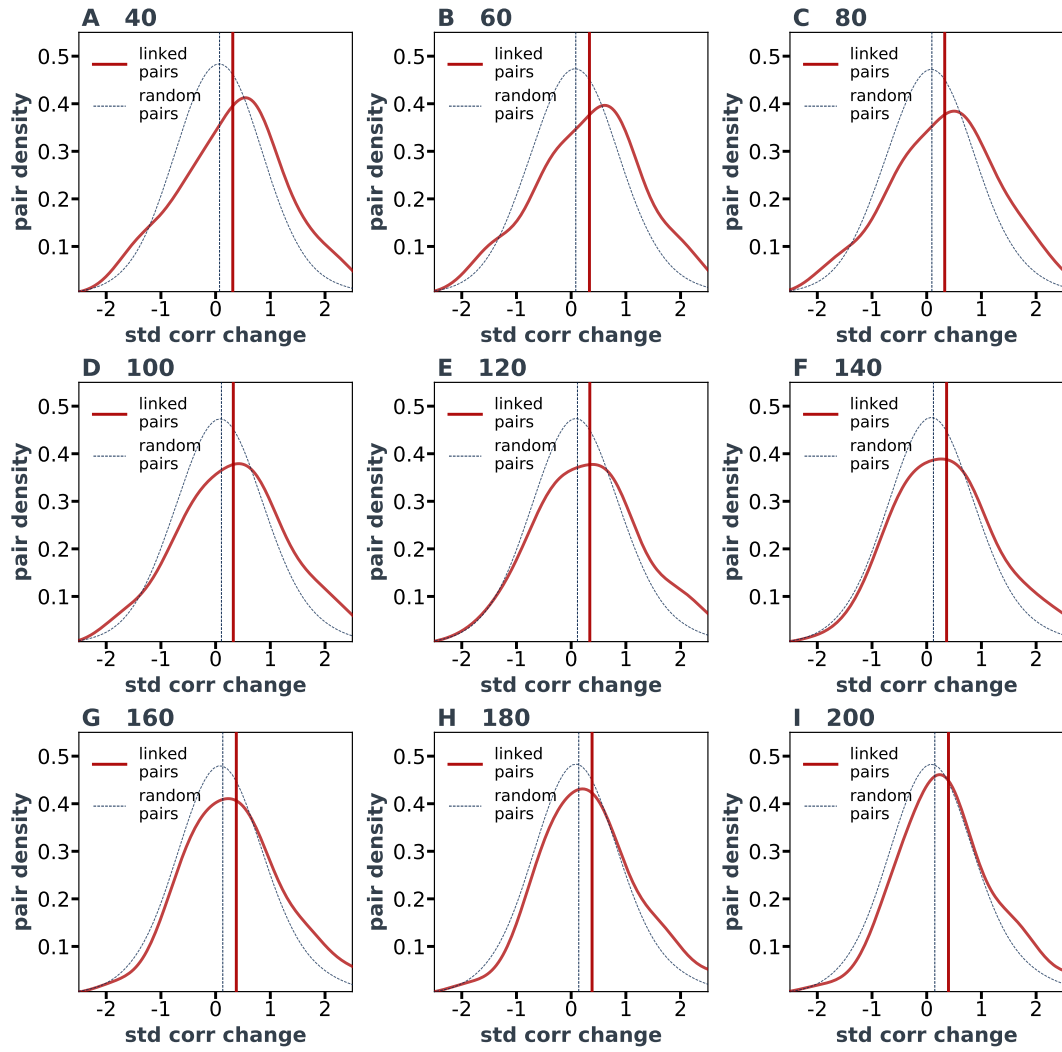 A 40
0.5
0.4
0.3
0.2
0.1
pair density
linked
pairs
random
pairs
-2 -1 0 1 2
std corr change
B 60
0.5
0.4
0.3
0.2
0.1
pair density
linked
pairs
random
pairs
-2 -1 0 1 2
std corr change
C 80
0.5
0.4
0.3
0.2
0.1
pair density
linked
pairs
random
pairs
-2 -1 0 1 2
std corr change
D 100
0.5
0.4
0.3
0.2
0.1
pair density
linked
pairs
random
pairs
-2 -1 0 1 2
std corr change
E 120
0.5
0.4
0.3
0.2
0.1
pair density
linked
pairs
random
pairs
-2 -1 0 1 2
std corr change
F 140
0.5
0.4
0.3
0.2
0.1
pair density
linked
pairs
random
pairs
-2 -1 0 1 2
std corr change
G 160
0.5
0.4
0.3
0.2
0.1
pair density
linked
pairs
random
pairs
-2 -1 0 1 2
std corr change
H 180
0.5
0.4
0.3
0.2
0.1
pair density
linked
pairs
random
pairs
-2 -1 0 1 2
std corr change
I 200
0.5
0.4
0.3
0.2
0.1
pair density
linked
pairs
random
pairs
-2 -1 0 1 2
std corr change